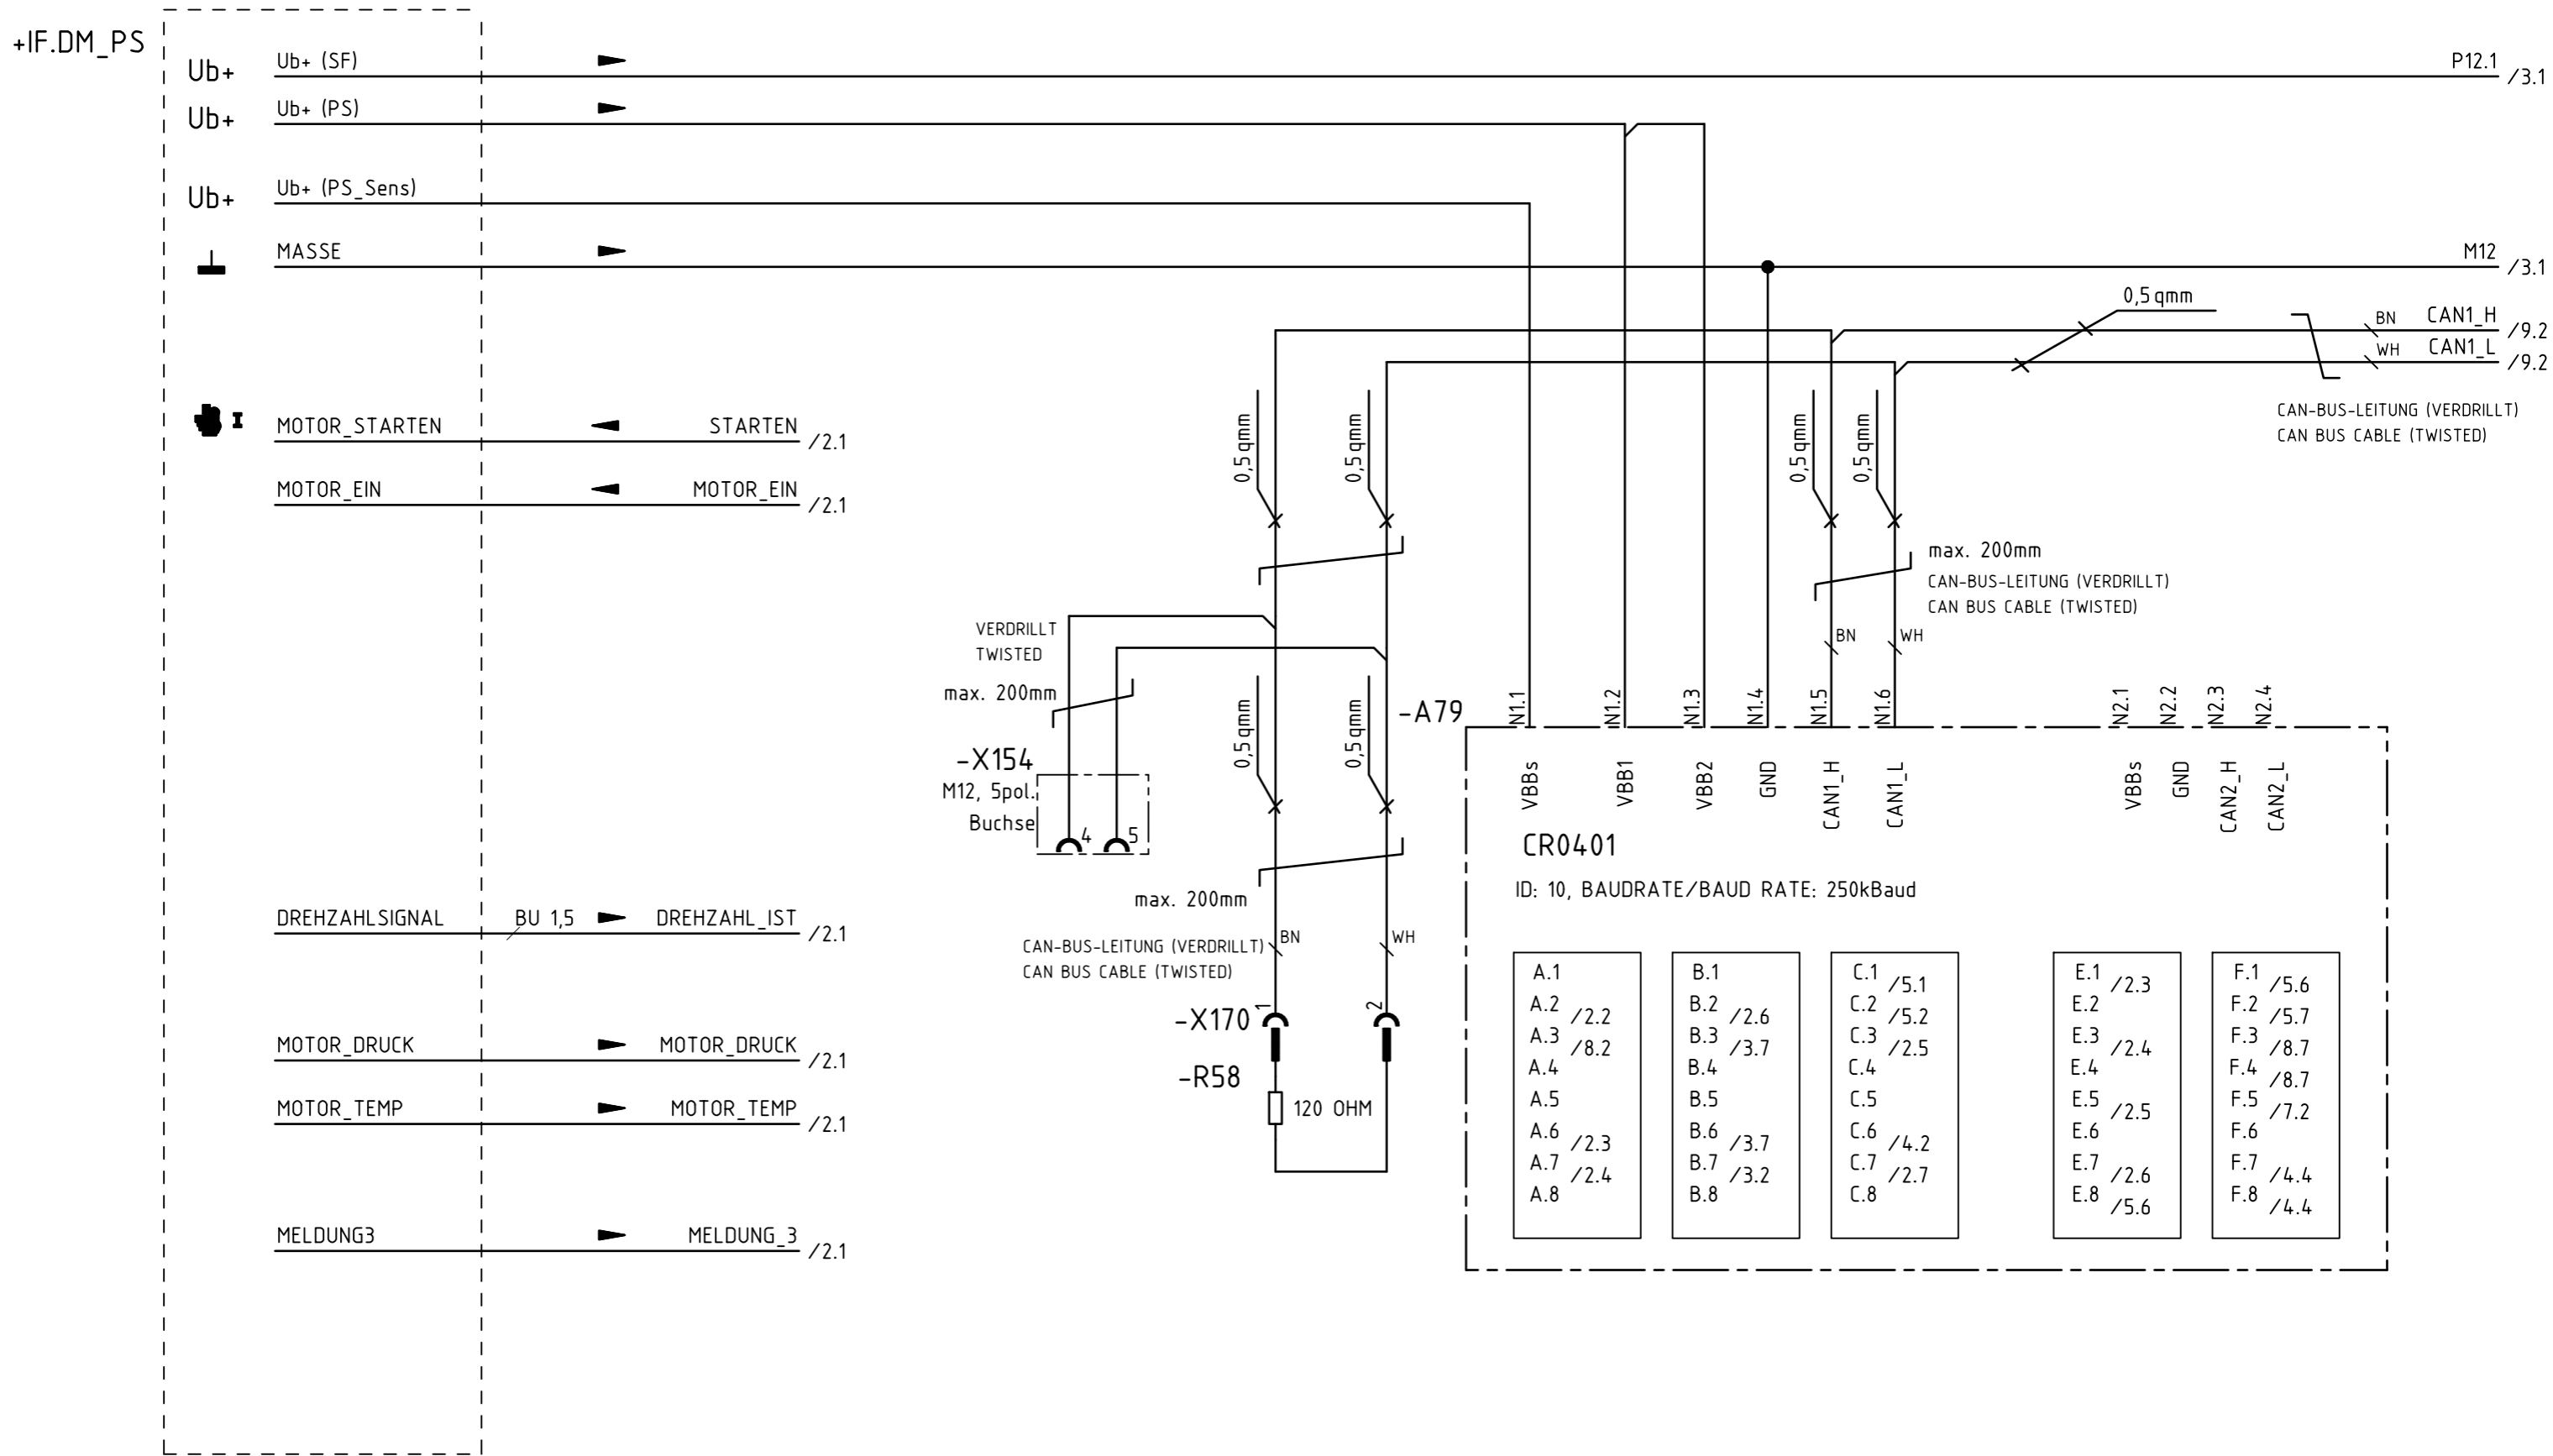 +IF.DM_PS
Ub+ Ub+ (SF) P12.1 /3.1
Ub+ Ub+ (PS)
Ub+ Ub+ (PS_Sens)
MASSE M12 /3.1
0,5 qmm
BN CAN1_H /9.2
WH CAN1_L /9.2
CAN-BUS-LEITUNG (VERDRILLT)
CAN BUS CABLE (TWISTED)
I MOTOR_STARTEN STARTEN /2.1
MOTOR_EIN MOTOR_EIN /2.1
0,5 qmm
0,5 qmm
0,5 qmm
0,5 qmm
max. 200mm
CAN-BUS-LEITUNG (VERDRILLT)
CAN BUS CABLE (TWISTED)
BN WH
VERDRILLT
TWISTED
max. 200mm
0,5 qmm
0,5 qmm
-X154
M12, 5pol.
Buchse
4 5
max. 200mm
CAN-BUS-LEITUNG (VERDRILLT)
CAN BUS CABLE (TWISTED)
BN WH
-X170 1 2
-R58
120 OHM
DREHZAHLSIGNAL BU 1,5 DREHZAHL_IST /2.1
MOTOR_DRUCK MOTOR_DRUCK /2.1
MOTOR_TEMP MOTOR_TEMP /2.1
MELDUNG3 MELDUNG_3 /2.1
-A79
N1.1 N1.2 N1.3 N1.4 N1.5 N1.6 N2.1 N2.2 N2.3 N2.4
VBBs VBB1 VBB2 GND CAN1_H CAN1_L VBBs GND CAN2_H CAN2_L
CR0401
ID: 10, BAUDRATE/BAUD RATE: 250kBaud
A.1
A.2 /2.2
A.3 /8.2
A.4
A.5
A.6 /2.3
A.7 /2.4
A.8
B.1
B.2 /2.6
B.3 /3.7
B.4
B.5
B.6 /3.7
B.7 /3.2
B.8
C.1 /5.1
C.2 /5.2
C.3 /2.5
C.4
C.5
C.6 /4.2
C.7 /2.7
C.8
E.1 /2.3
E.2
E.3 /2.4
E.4
E.5 /2.5
E.6
E.7 /2.6
E.8 /5.6
F.1 /5.6
F.2 /5.7
F.3 /8.7
F.4 /8.7
F.5 /7.2
F.6
F.7 /4.4
F.8 /4.4